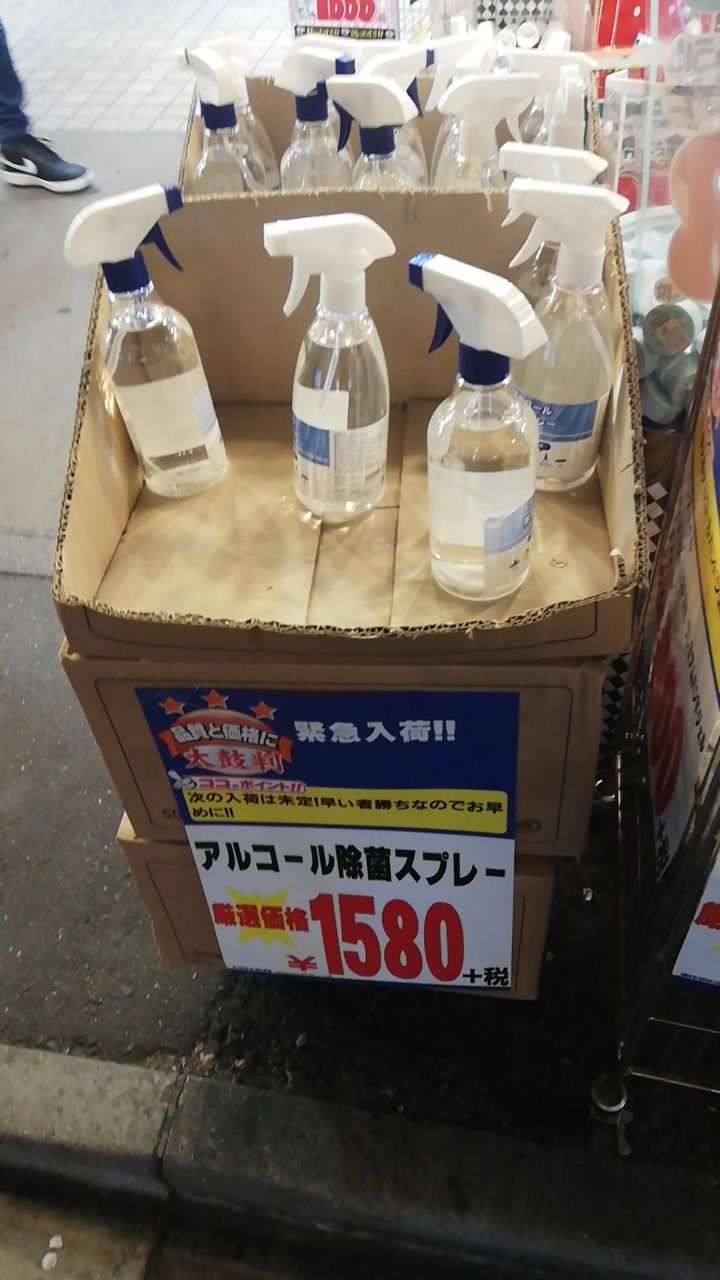 品質と価格に
太鼓判
緊急入荷!!
ココがポイント!!
次の入荷は未定!早い者勝ちなのでお早
めに!!
アルコール除菌スプレー
厳選価格
¥1580+税